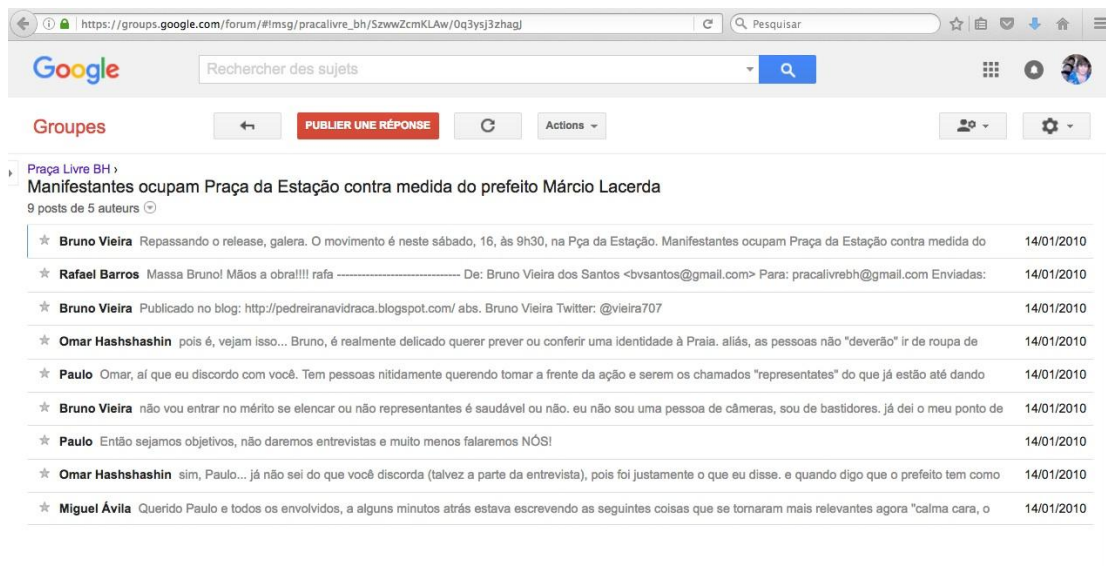 https://groups.google.com/forum/#!msg/pracalivre_bh/SzwwZcmKLAw/0q3ysj3zhagJ
Pesquisar
Google
Rechercher des sujets
Groupes
PUBLIER UNE RÉPONSE
Actions
Praça Livre BH ›
Manifestantes ocupam Praça da Estação contra medida do prefeito Márcio Lacerda
9 posts de 5 auteurs
Bruno Vieira Repassando o release, galera. O movimento é neste sábado, 16, às 9h30, na Pça da Estação. Manifestantes ocupam Praça da Estação contra medida do 14/01/2010
Rafael Barros Massa Bruno! Mãos a obra!!!! rafa ------------------------------ De: Bruno Vieira dos Santos <bvsantos@gmail.com> Para: pracalivrebh@gmail.com Enviadas: 14/01/2010
Bruno Vieira Publicado no blog: http://pedreiranavidraca.blogspot.com/ abs. Bruno Vieira Twitter: @vieira707 14/01/2010
Omar Hashshashin pois é, vejam isso... Bruno, é realmente delicado querer prever ou conferir uma identidade à Praia. aliás, as pessoas não "deverão" ir de roupa de 14/01/2010
Paulo Omar, aí que eu discordo com você. Tem pessoas nitidamente querendo tomar a frente da ação e serem os chamados "representates" do que já estão até dando 14/01/2010
Bruno Vieira não vou entrar no mérito se elencar ou não representantes é saudável ou não. eu não sou uma pessoa de câmeras, sou de bastidores. já dei o meu ponto de 14/01/2010
Paulo Então sejamos objetivos, não daremos entrevistas e muito menos falaremos NÓS! 14/01/2010
Omar Hashshashin sim, Paulo... já não sei do que você discorda (talvez a parte da entrevista), pois foi justamente o que eu disse. e quando digo que o prefeito tem como 14/01/2010
Miguel Ávila Querido Paulo e todos os envolvidos, a alguns minutos atrás estava escrevendo as seguintes coisas que se tornaram mais relevantes agora "calma cara, o 14/01/2010